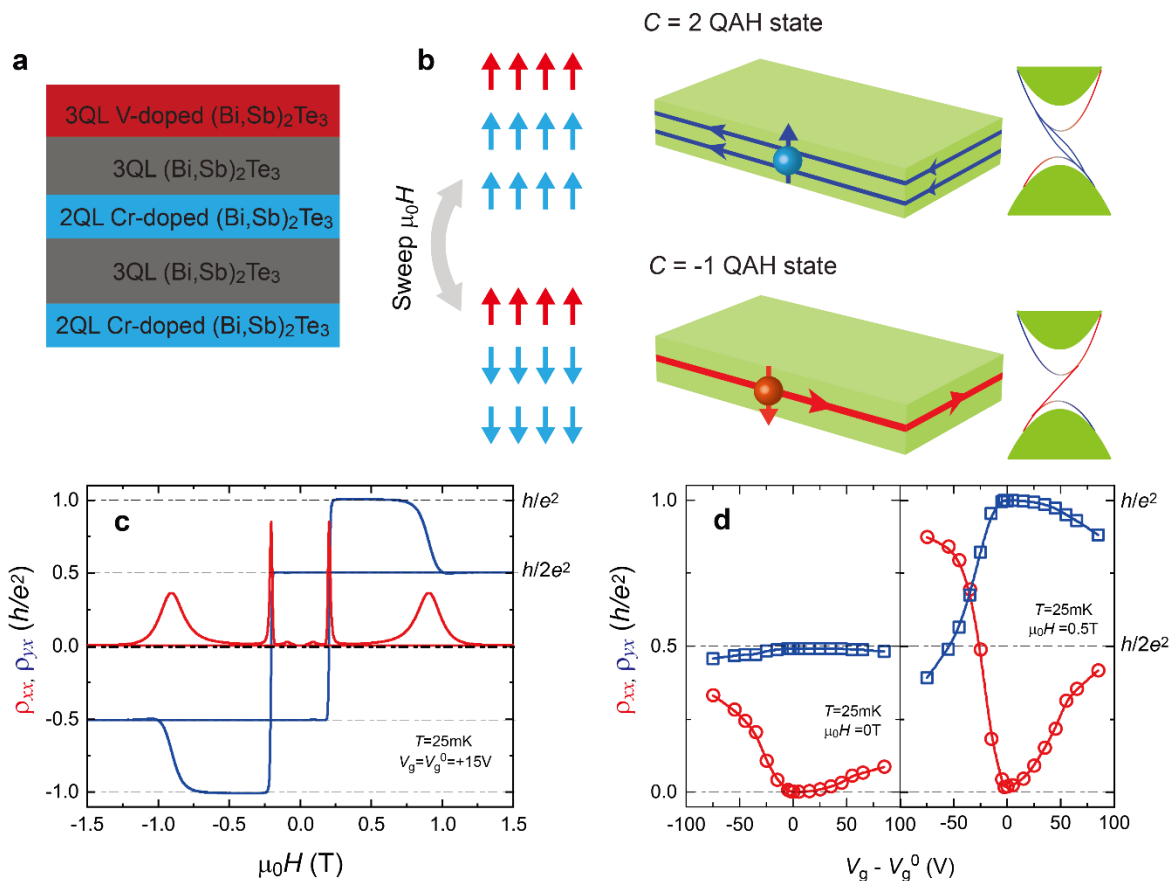 a
3QL V-doped (Bi,Sb)₂Te₃
3QL (Bi,Sb)₂Te₃
2QL Cr-doped (Bi,Sb)₂Te₃
3QL (Bi,Sb)₂Te₃
2QL Cr-doped (Bi,Sb)₂Te₃
b
Sweep μ₀H
C = 2 QAH state
C = -1 QAH state
c
ρxx, ρyx (h/e²)
1.0
0.5
0.0
-0.5
-1.0
h/e²
h/2e²
T=25mK
Vg=Vg⁰=+15V
-1.5 -1.0 -0.5 0.0 0.5 1.0 1.5
μ₀H (T)
d
ρxx, ρyx (h/e²)
1.0
0.5
0.0
h/e²
h/2e²
T=25mK
μ₀H =0T
T=25mK
μ₀H =0.5T
-100 -50 0 50 -50 0 50 100
Vg - Vg⁰ (V)